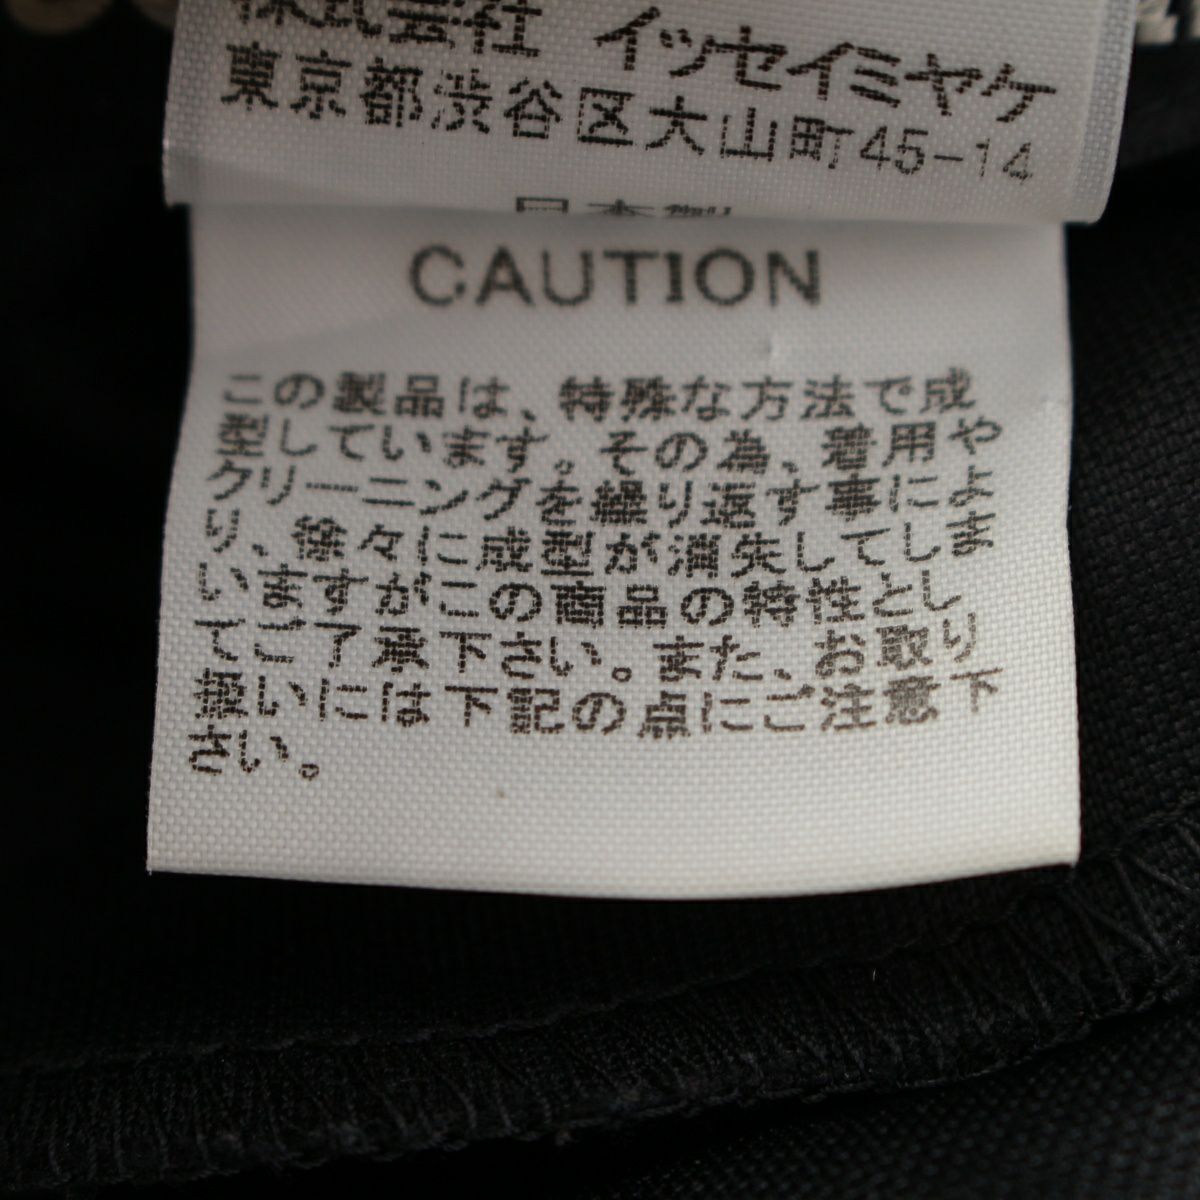 株式会社 イッセイミヤケ
東京都渋谷区大山町45-14
日本製
CAUTION
この製品は、特殊な方法で成
型しています。その為、着用や
クリーニングを繰り返す事によ
り、徐々に成型が消失してしま
いますがこの商品の特性とし
てご了承下さい。また、お取り
扱いには下記の点にご注意下
さい。